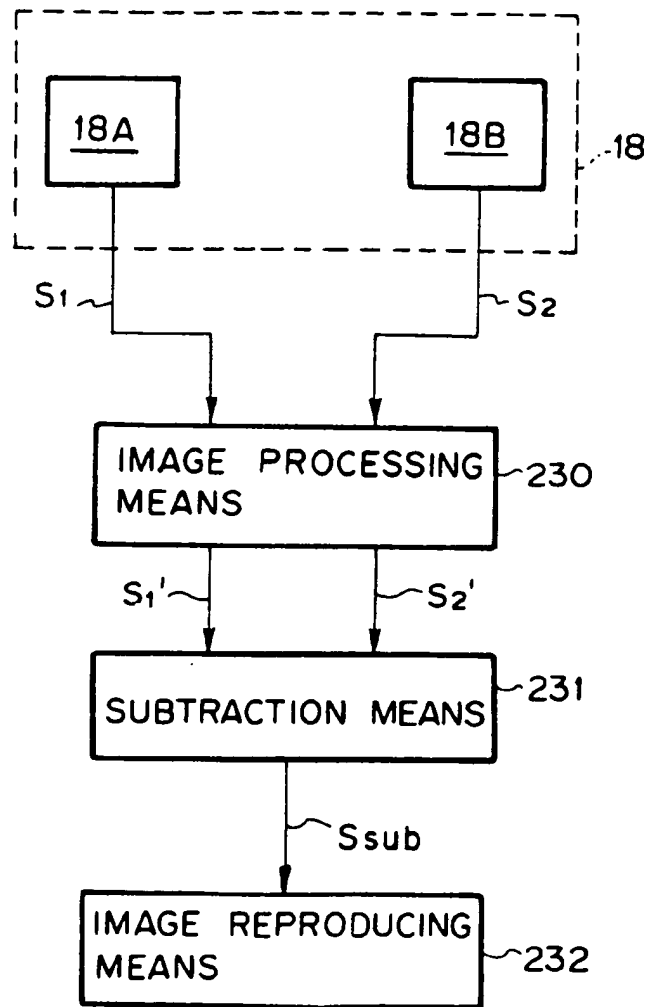 18A
18B
18
S1
S2
IMAGE PROCESSING
MEANS
230
S1'
S2'
SUBTRACTION MEANS
231
Ssub
IMAGE REPRODUCING
MEANS
232